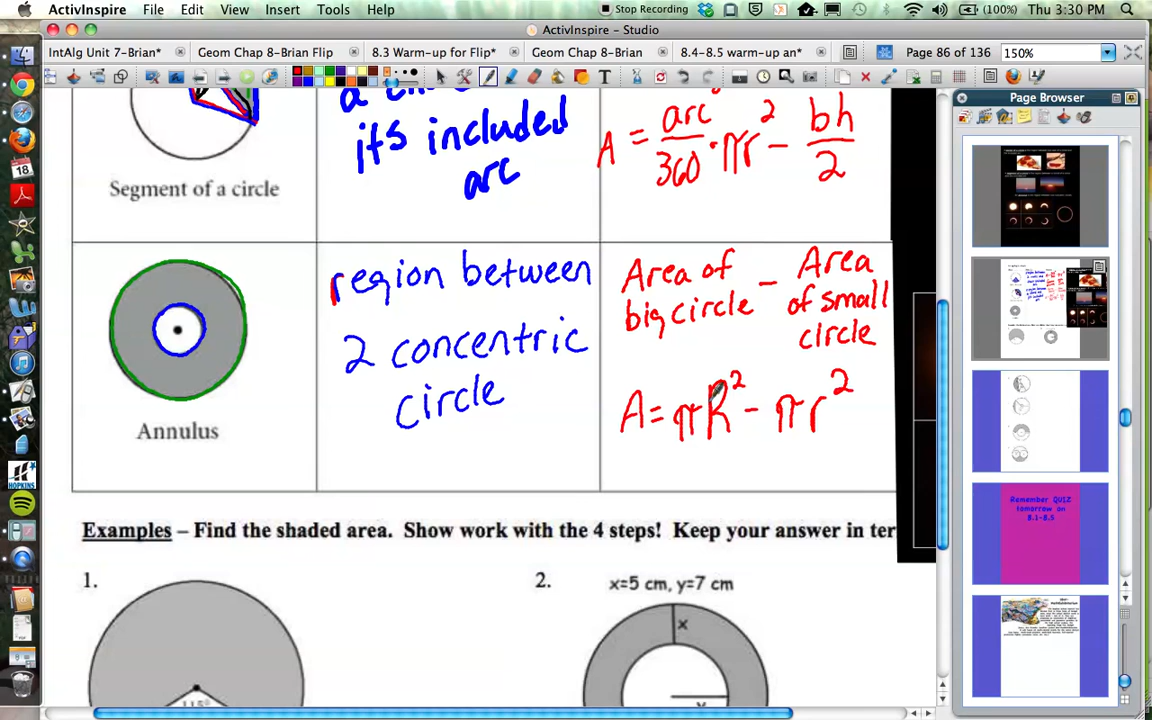 ActivInspire File Edit View Insert Tools Help Stop Recording (100%) Thu 3:30 PM
ActivInspire - Studio
IntAlg Unit 7-Brian* Geom Chap 8-Brian Flip 8.3 Warm-up for Flip* Geom Chap 8-Brian 8.4-8.5 warm-up an* Page 86 of 136 150%
Page Browser
its included
arc
A = arc° / 360 · πr² - bh / 2
Segment of a circle
region between
2 concentric
circle
Area of
big circle - Area
of small
circle
A = πR² - πr²
Annulus
Examples – Find the shaded area. Show work with the 4 steps! Keep your answer in ter
1.
115°
2.
x=5 cm, y=7 cm
x
y
Remember QUIZ
tomorrow on
8.1-8.5
HOPKINS
18